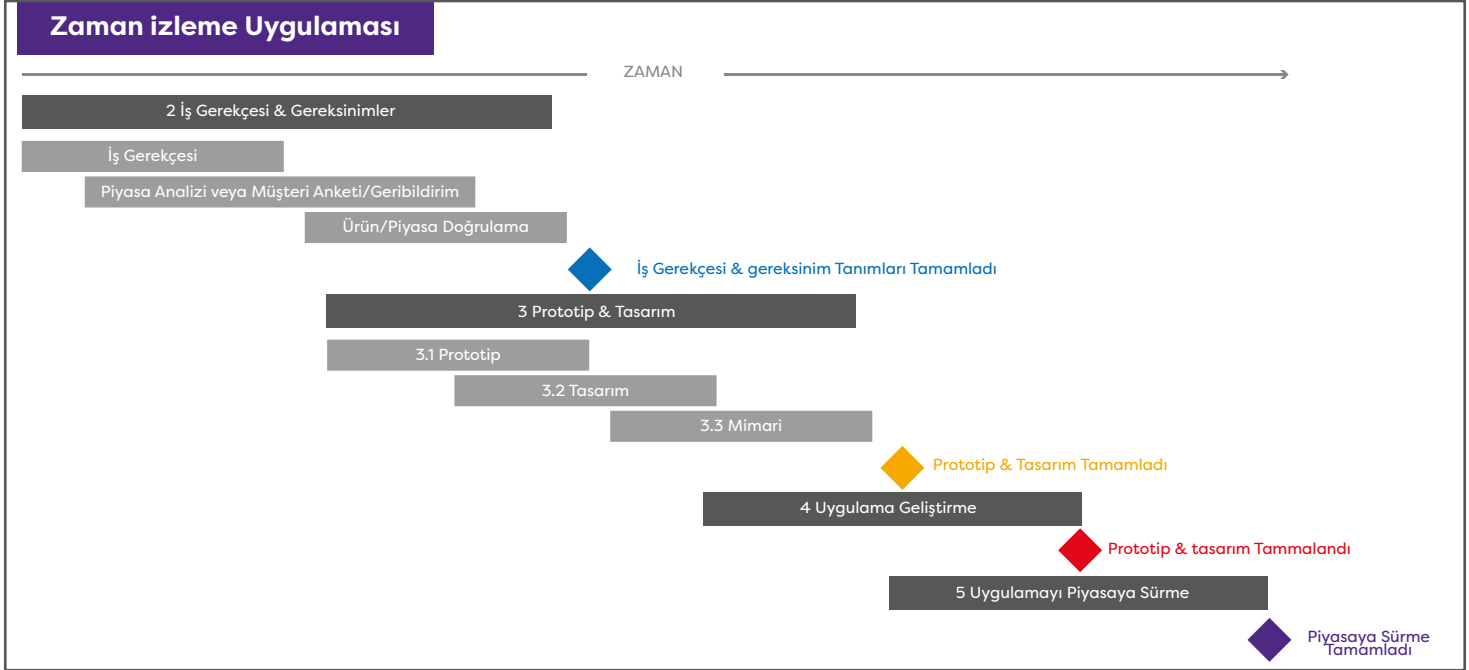 Zaman izleme Uygulaması
ZAMAN
2 İş Gerekçesi & Gereksinimler
İş Gerekçesi
Piyasa Analizi veya Müşteri Anketi/Geribildirim
Ürün/Piyasa Doğrulama
İş Gerekçesi & gereksinim Tanımları Tamamladı
3 Prototip & Tasarım
3.1 Prototip
3.2 Tasarım
3.3 Mimari
Prototip & Tasarım Tamamladı
4 Uygulama Geliştirme
Prototip & tasarım Tammalandı
5 Uygulamayı Piyasaya Sürme
Piyasaya Sürme
Tamamladı